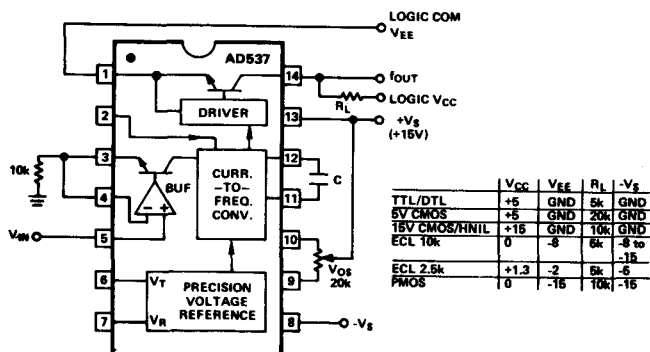 LOGIC COM
VEE
AD537
1
14
fOUT
RL
LOGIC VCC
DRIVER
2
13
+VS
(+15V)
10k
3
12
BUF
CURR.
–TO–
FREQ.
CONV.
C
4
11
– +
VIN
5
10
VOS
20k
6
VT
PRECISION
VOLTAGE
REFERENCE
9
7
VR
8
-VS
VCC VEE RL -VS
TTL/DTL +5 GND 5k GND
5V CMOS +5 GND 20k GND
15V CMOS/HNIL +15 GND 10k GND
ECL 10k 0 -8 -8 to
-15
ECL 2.5k +1.3 -2 5k -5
PMOS 0 -15 10k -15